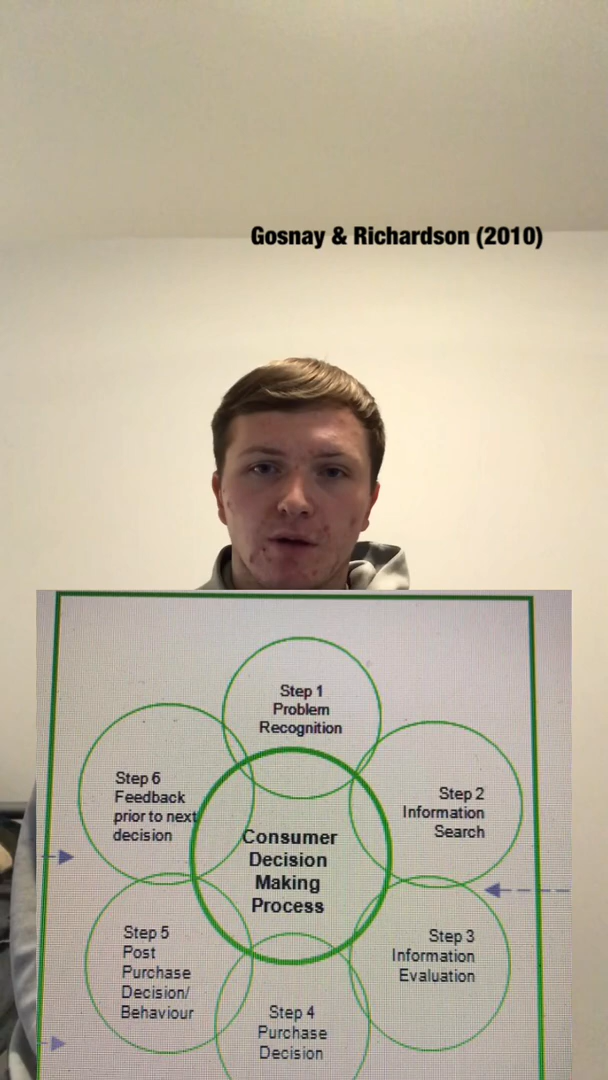 Gosnay & Richardson (2010)
Step 1
Problem
Recognition
Step 2
Information
Search
Step 3
Information
Evaluation
Step 4
Purchase
Decision
Step 5
Post
Purchase
Decision/
Behaviour
Step 6
Feedback
prior to next
decision
Consumer
Decision
Making
Process